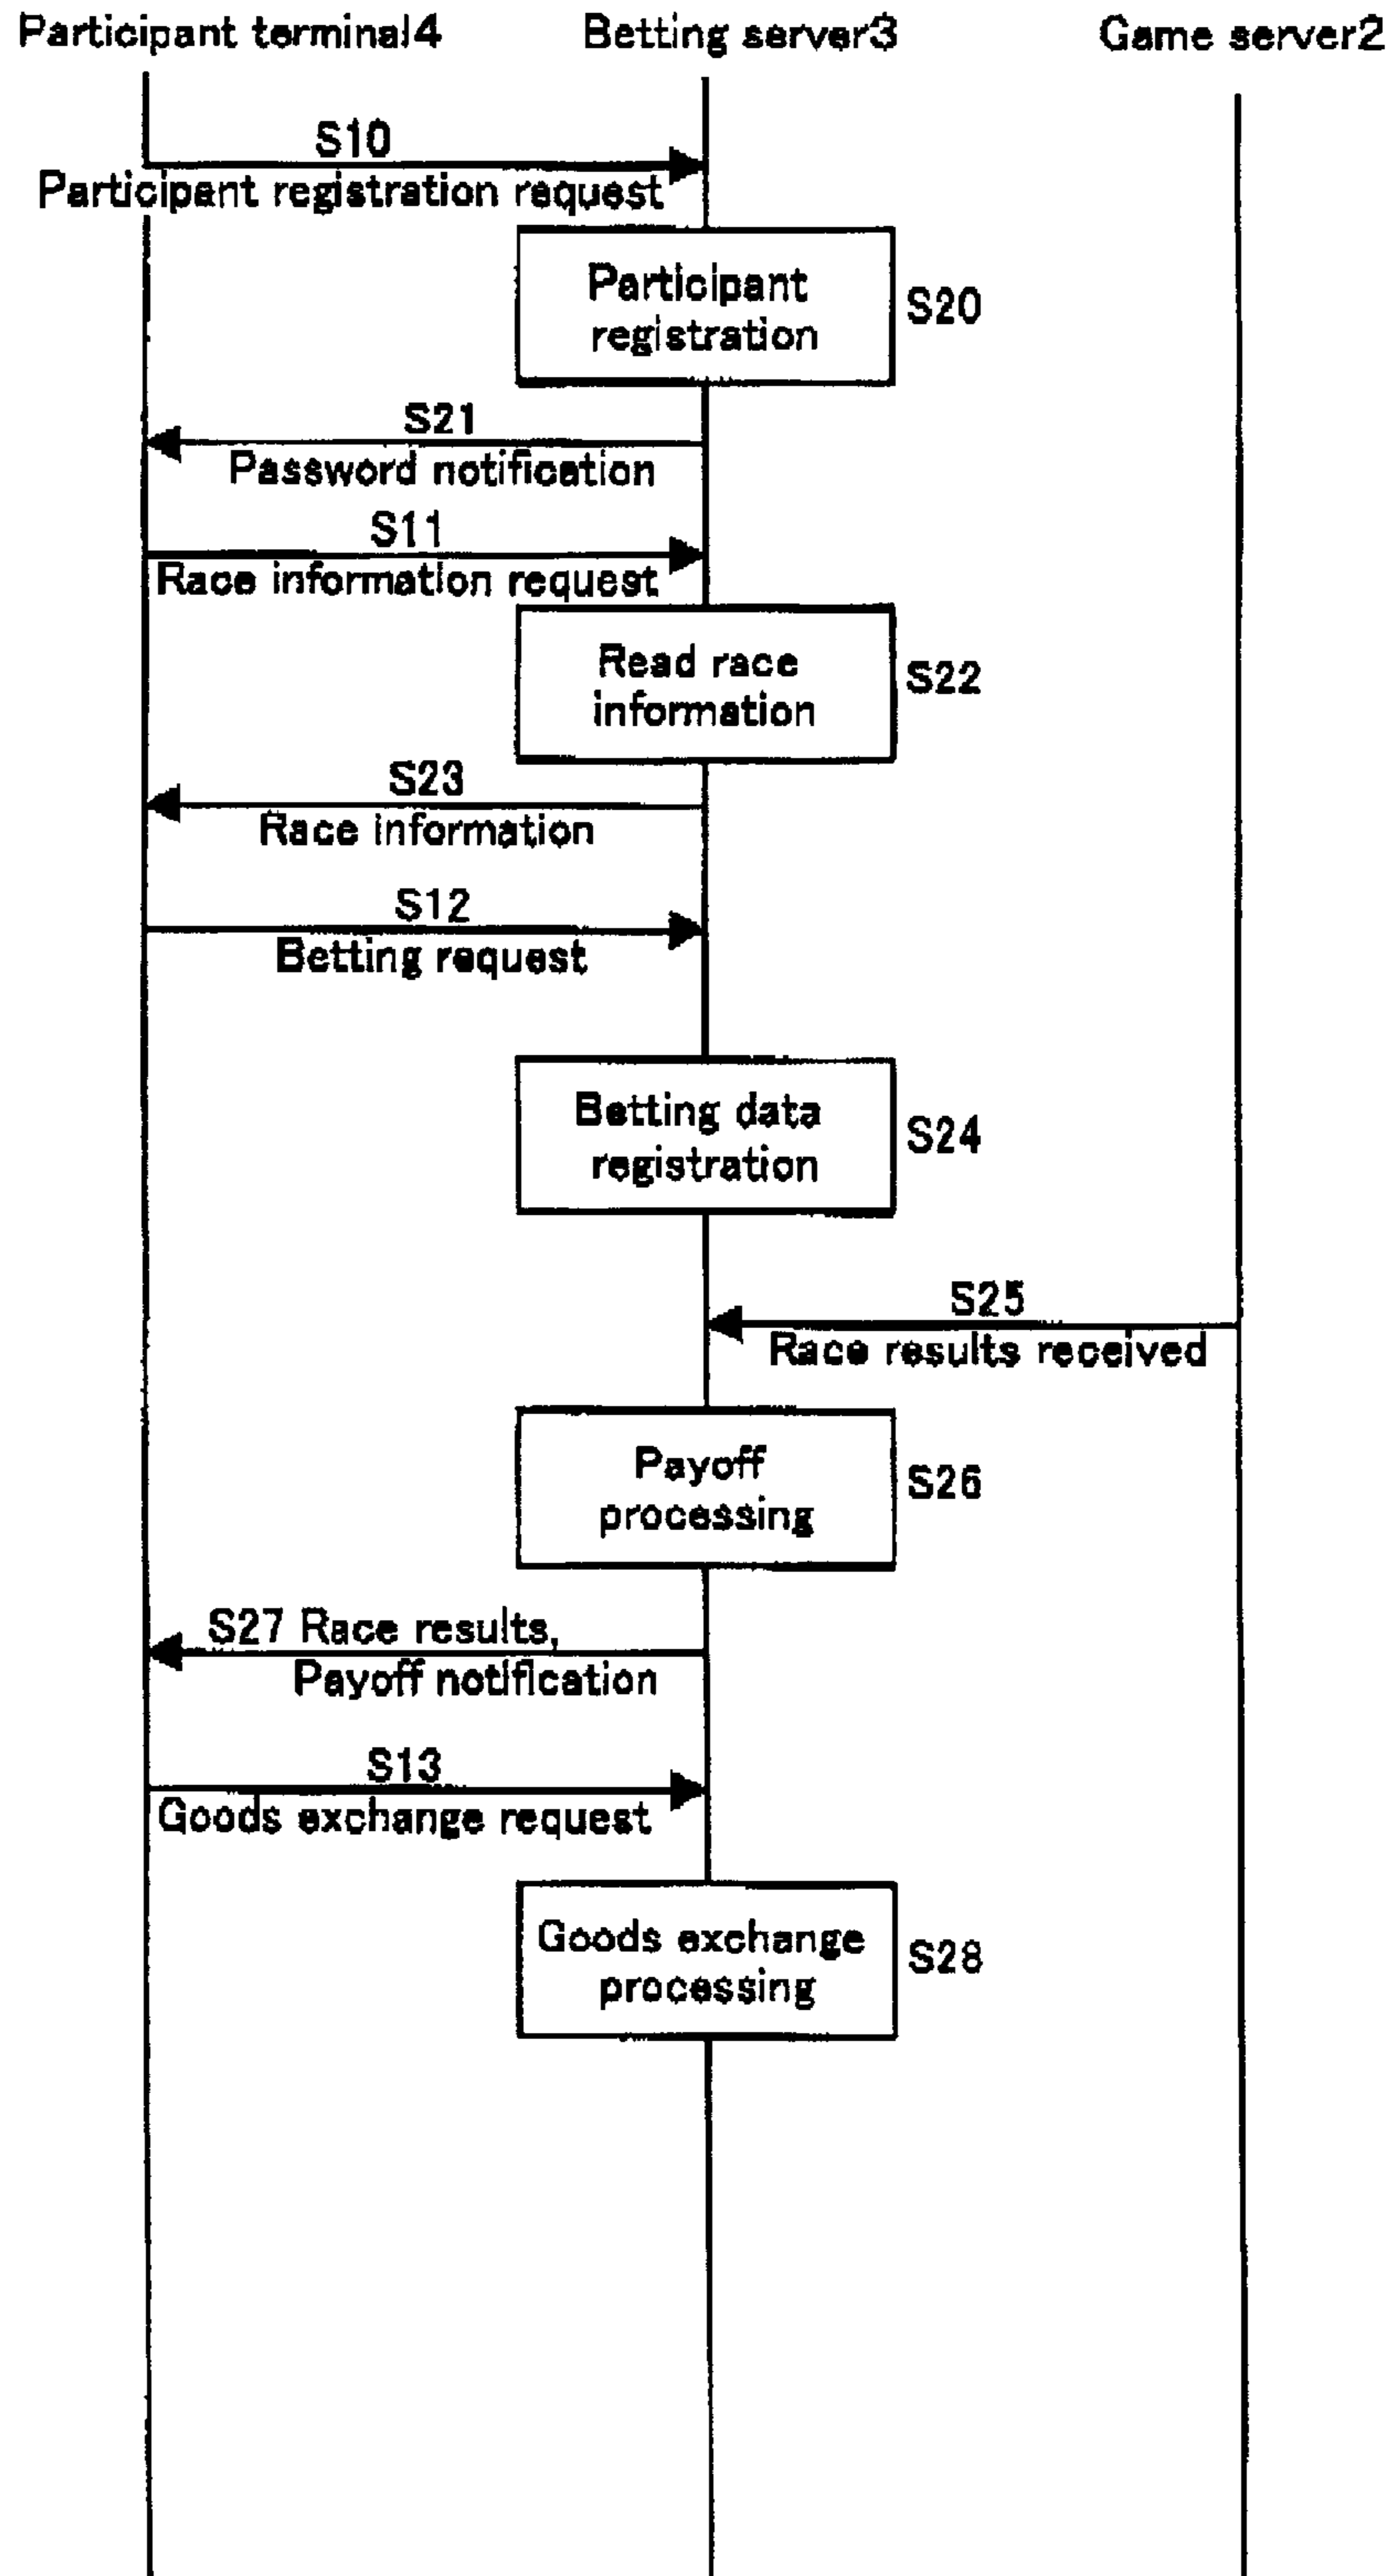 Participant terminal4
Betting server3
Game server2
S10
Participant registration request
Participant
registration
S20
S21
Password notification
S11
Race information request
Read race
information
S22
S23
Race information
S12
Betting request
Betting data
registration
S24
S25
Race results received
Payoff
processing
S26
S27 Race results,
Payoff notification
S13
Goods exchange request
Goods exchange
processing
S28